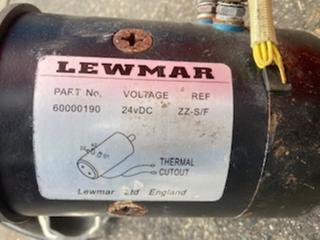 LEWMAR
PART No. VOLTAGE REF
60000190 24vDC ZZ-S/F
THERMAL
CUTOUT
Lewmar Ltd England